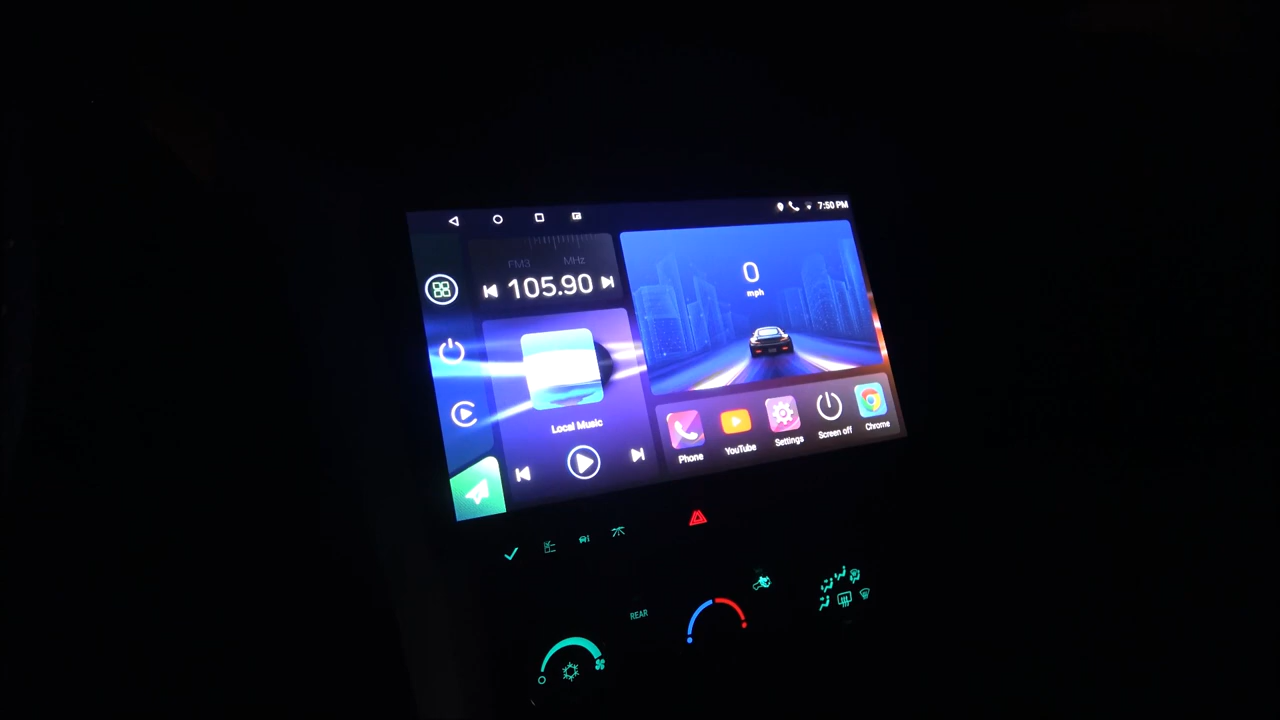 7:50 PM
FM3 MHz
105.90
0
mph
Local Music
Phone
YouTube
Settings
Screen off
Chrome
REAR